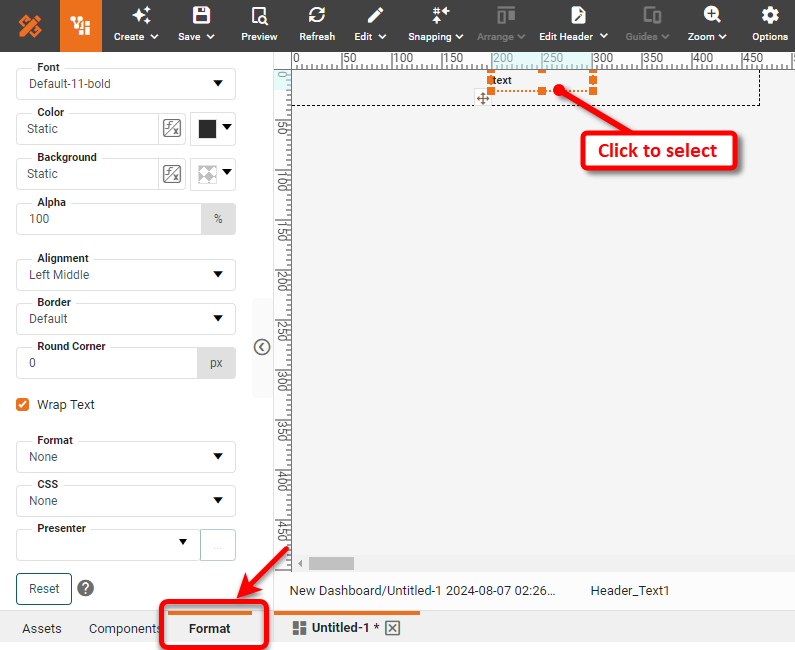 Create Save Preview Refresh Edit Snapping Arrange Edit Header Guides Zoom Options
Font
Default-11-bold
Color
Static
Background
Static
Alpha
100 %
Alignment
Left Middle
Border
Default
Round Corner
0 px
Wrap Text
Format
None
CSS
None
Presenter
...
Reset ?
Assets Components Format
0 50 100 150 200 250 300 350 400 450
0
50
100
150
200
250
300
350
400
450
text
Click to select
New Dashboard/Untitled-1 2024-08-07 02:26... Header_Text1
Untitled-1 *